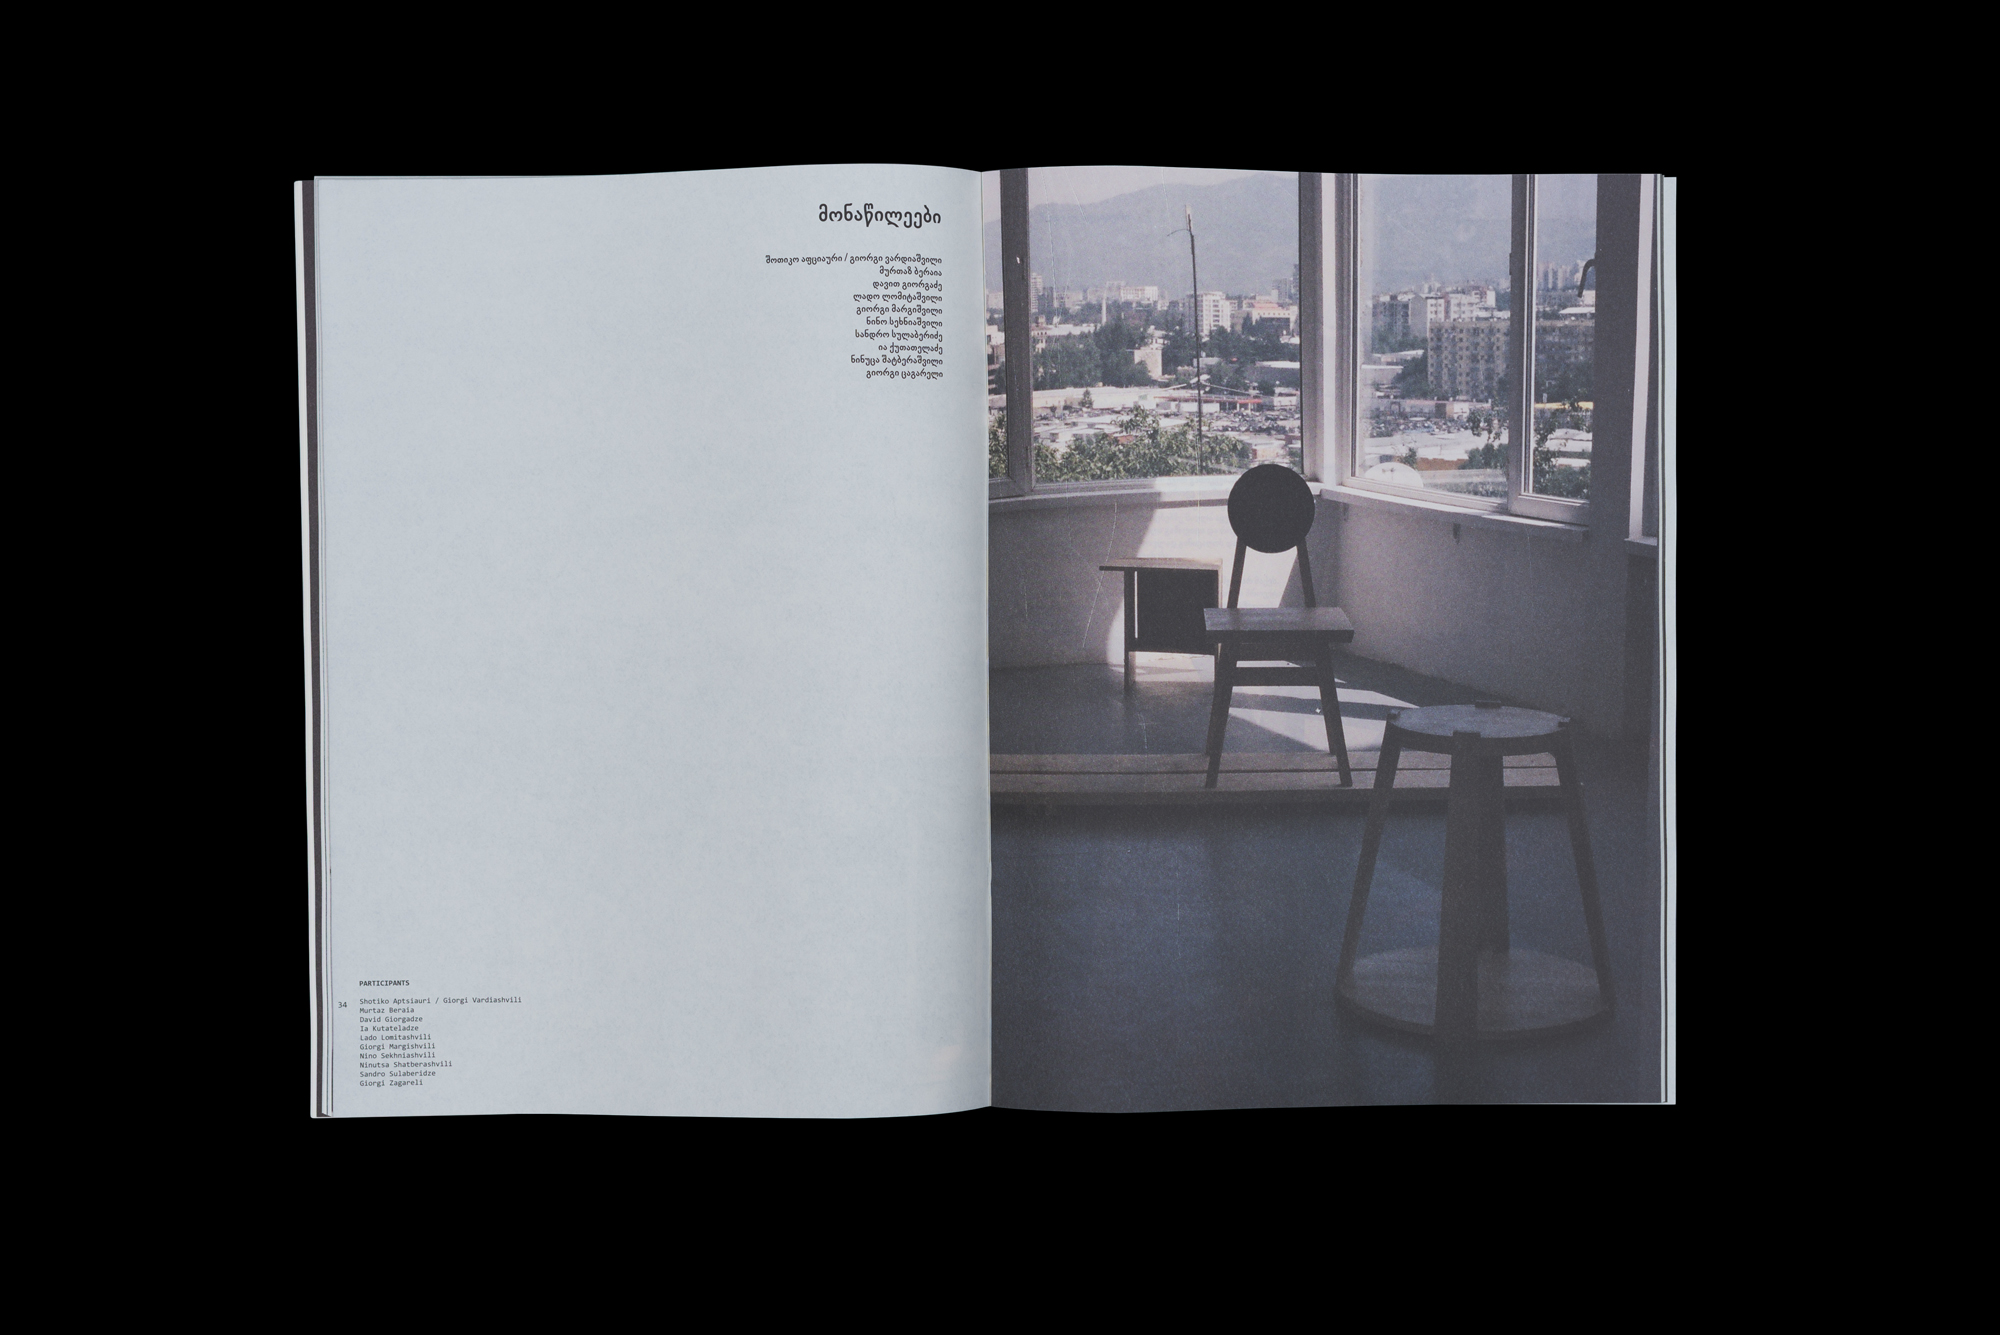 მონაწილეები
შოთიკო აფციაური / გიორგი ვარდიაშვილი
მურთაზ ბერაია
დავით გიორგაძე
ლადო ლომიტაშვილი
გიორგი მარგიშვილი
ნინო სეხნიაშვილი
სანდრო სულაბერიძე
ია ქუთათელაძე
ნინუცა შატბერაშვილი
გიორგი ცაგარელი
PARTICIPANTS
34
Shotiko Aptsiauri / Giorgi Vardiashvili
Murtaz Beraia
David Giorgadze
Ia Kutateladze
Lado Lomitashvili
Giorgi Margishvili
Nino Sekhniashvili
Ninutsa Shatberashvili
Sandro Sulaberidze
Giorgi Zagareli